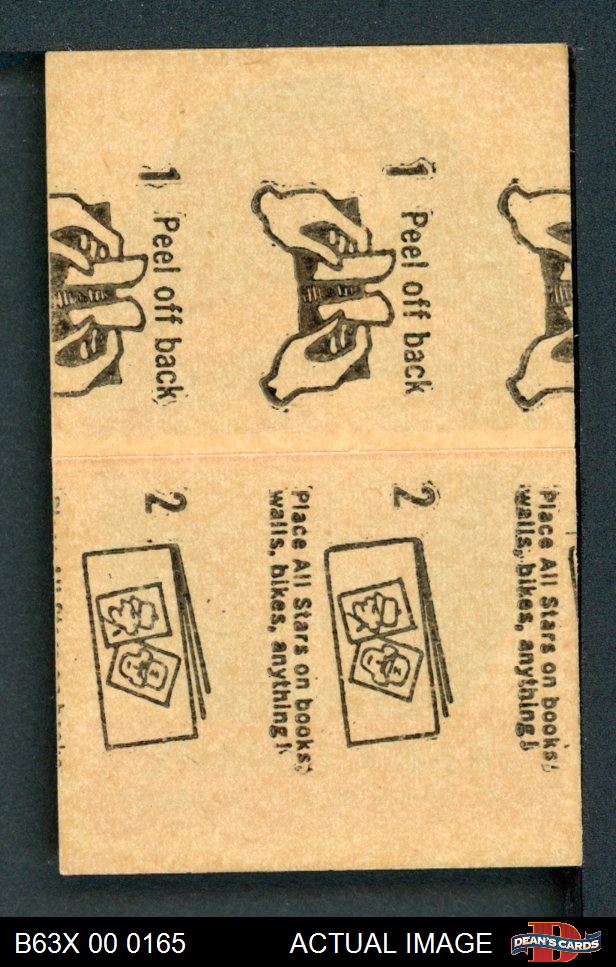 1 Peel off back
1 Peel off back
2
Place All Stars on books,
walls, bikes, anything!
2
Place All Stars on books,
walls, bikes, anything!
B63X 00 0165
ACTUAL IMAGE
DEAN'S CARDS